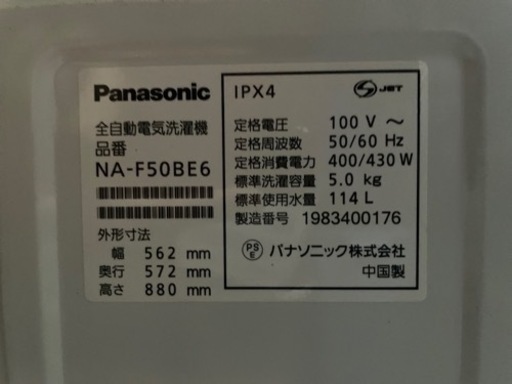 Panasonic
全自動電気洗濯機
品番
NA-F50BE6
外形寸法
幅 562 mm
奥行 572 mm
高さ 880 mm
IPX4
S JET
定格電圧 100 V ～
定格周波数 50/60 Hz
定格消費電力 400/430 W
標準洗濯容量 5.0 kg
標準使用水量 114 L
製造番号 1983400176
PSE パナソニック株式会社
中国製